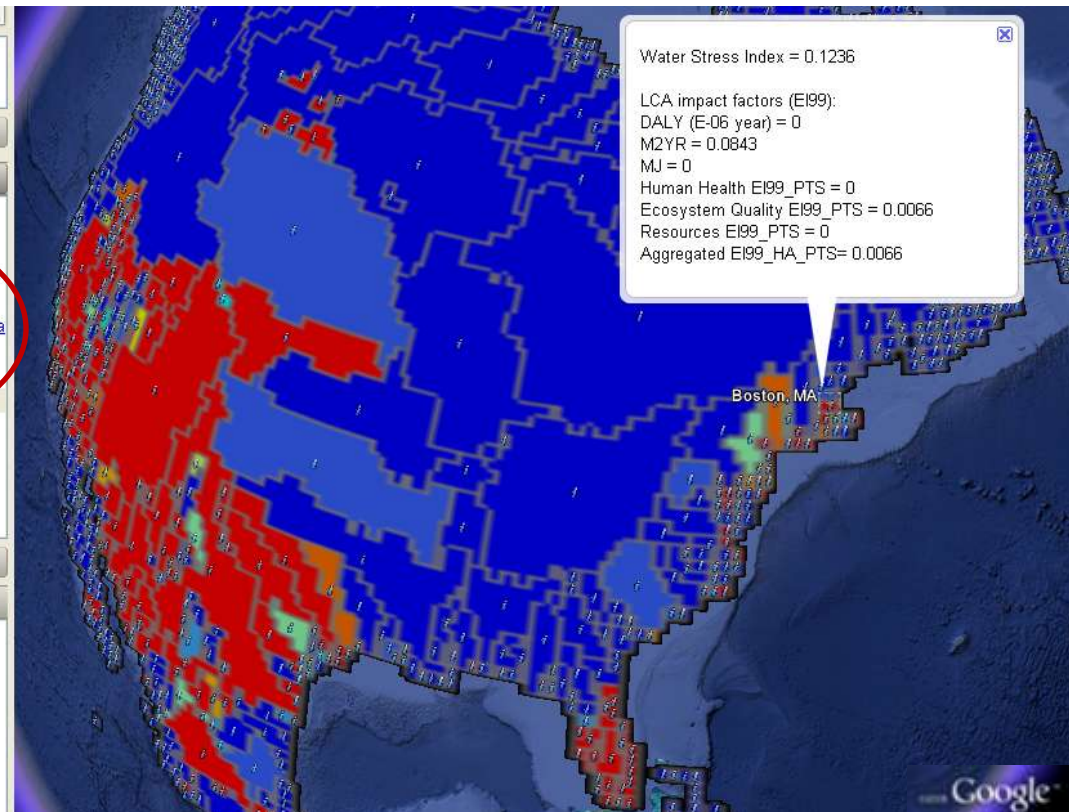 Water Stress Index = 0.1236
LCA impact factors (EI99):
DALY (E-06 year) = 0
M2YR = 0.0843
MJ = 0
Human Health EI99_PTS = 0
Ecosystem Quality EI99_PTS = 0.0066
Resources EI99_PTS = 0
Aggregated EI99_HA_PTS= 0.0066
a
Boston, MA
Google